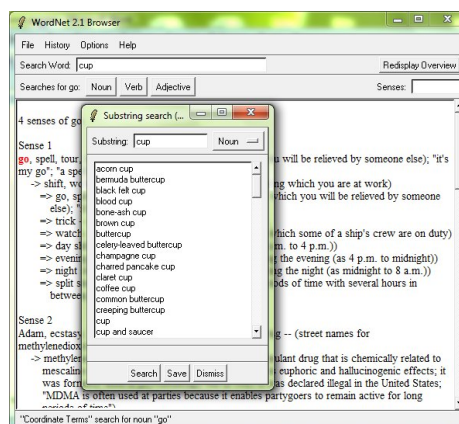 WordNet 2.1 Browser
File History Options Help
Search Word: cup Redisplay Overview
Searches for go: Noun Verb Adjective Senses:
4 senses of go
Sense 1
go, spell, tour, u will be relieved by someone else); "it's
my go"; "a spe
-> shift, wo ng which you are at work)
=> go, sp which you will be relieved by someone
else); "
=> trick
=> watch which some of a ship's crew are on duty)
=> day s m. to 4 p.m.))
=> evenin g the evening (as 4 p.m. to midnight))
=> night ng the night (as midnight to 8 a.m.))
=> split s ods of time with several hours in
betwe
Sense 2
Adam, ecstasy g -- (street names for
methylenediox
-> methylen ulant drug that is chemically related to
mescalin euphoric and hallucinogenic effects; it
was form as declared illegal in the United States;
"MDMA is often used at parties because it enables partygoers to remain active for long
periods of time")
"Coordinate Terms" search for noun "go"
Substring search (...
Substring: cup Noun
acorn cup
bermuda buttercup
black felt cup
blood cup
bone-ash cup
brown cup
buttercup
celery-leaved buttercup
champagne cup
charred pancake cup
claret cup
coffee cup
common buttercup
creeping buttercup
cup
cup and saucer
Search Save Dismiss